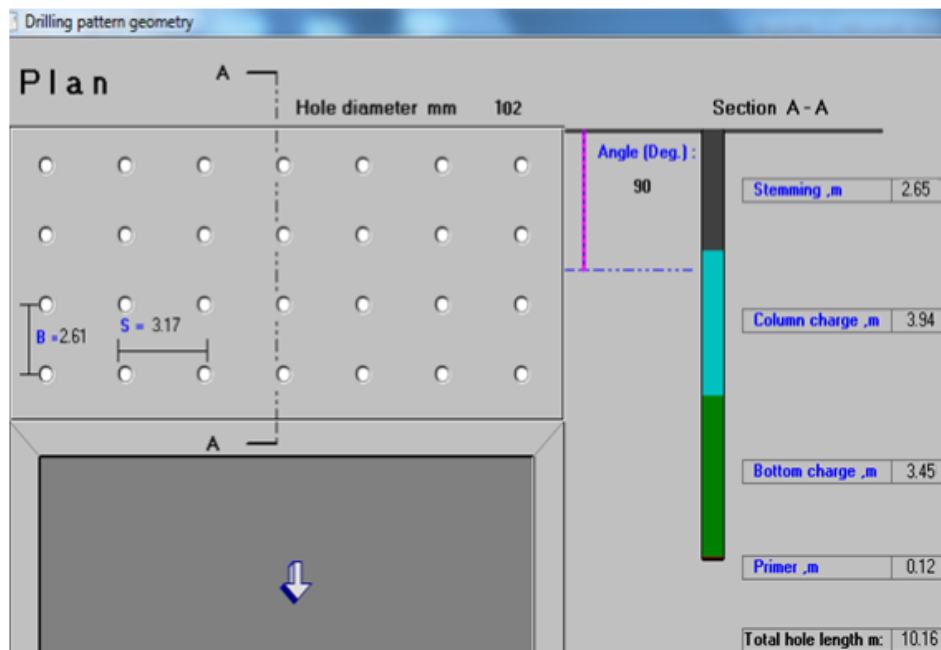 Drilling pattern geometry
Plan
A
Hole diameter mm 102
Section A - A
Angle (Deg.) :
90
Stemming ,m 2.65
B =2.61
S = 3.17
Column charge ,m 3.94
A
Bottom charge ,m 3.45
Primer ,m 0.12
Total hole length m: 10.16